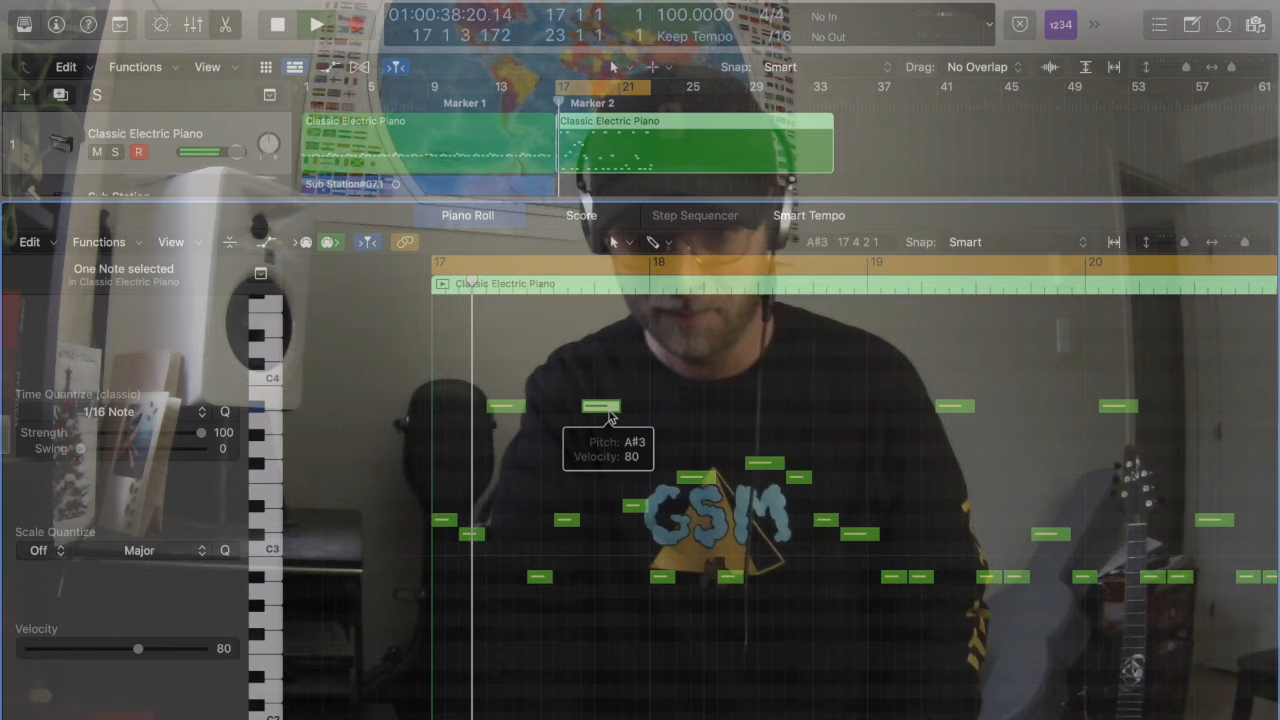 01:00:38:20.14 17 1 1 1 100.0000 4/4 No In
17 1 3 172 23 1 1 1 Keep Tempo /16 No Out
1234
Edit Functions View Snap: Smart Drag: No Overlap
S 1 5 9 13 17 21 25 29 33 37 41 45 49 53 57 61
Marker 1 Marker 2
1 Classic Electric Piano
M S R
Classic Electric Piano Classic Electric Piano
Sub Station#07.1
Piano Roll Score Step Sequencer Smart Tempo
Edit Functions View A#3 17 4 2 1 Snap: Smart
One Note selected
in Classic Electric Piano
17 18 19 20
Classic Electric Piano
C4
Time Quantize (classic)
1/16 Note Q
Strength 100
Swing 0
Pitch: A#3
Velocity: 80
GSM
Scale Quantize
Off Major Q
C3
Velocity
80